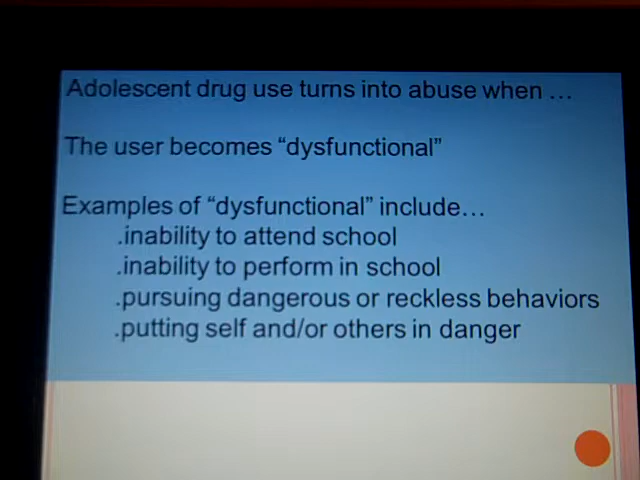 Adolescent drug use turns into abuse when ...
The user becomes “dysfunctional”
Examples of “dysfunctional” include...
.inability to attend school
.inability to perform in school
.pursuing dangerous or reckless behaviors
.putting self and/or others in danger